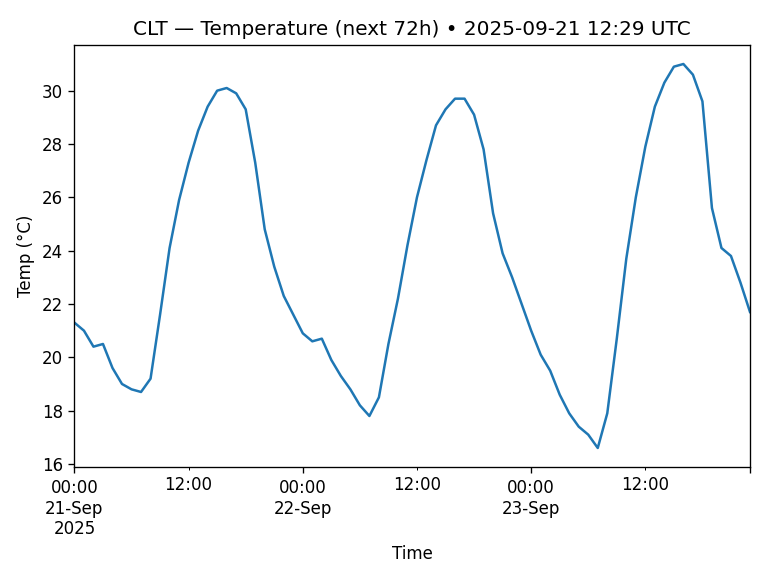 CLT — Temperature (next 72h) • 2025-09-21 12:29 UTC
Temp (°C)
30
28
26
24
22
20
18
16
00:00 12:00 00:00 12:00 00:00 12:00
21-Sep 22-Sep 23-Sep
2025
Time